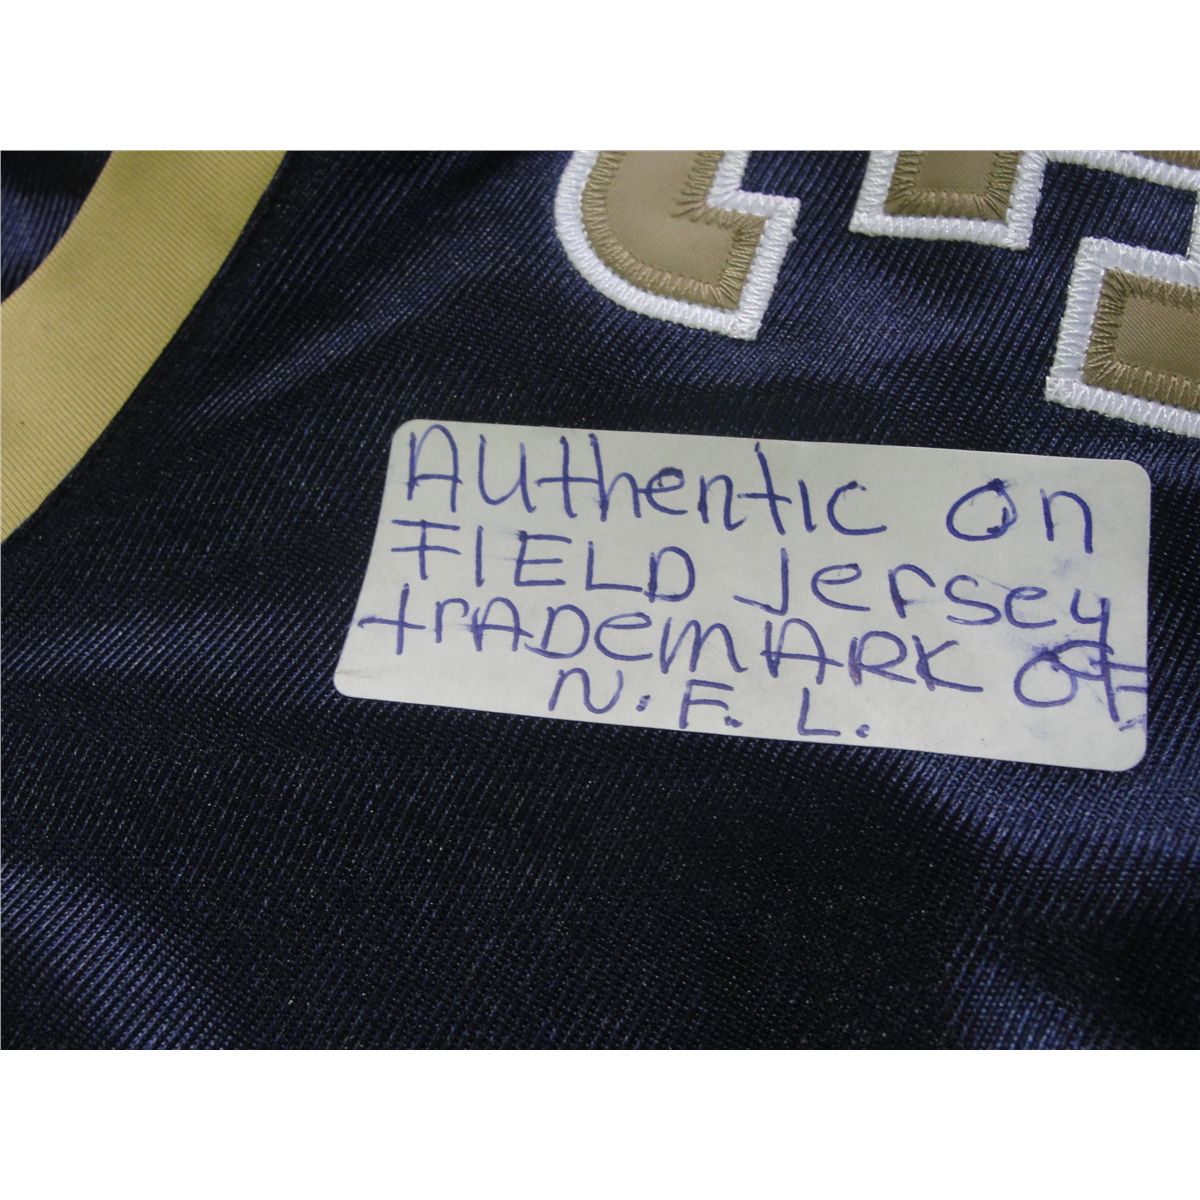 AUthentic On
FIELD Jersey
trADemARK OF
N. F. L.